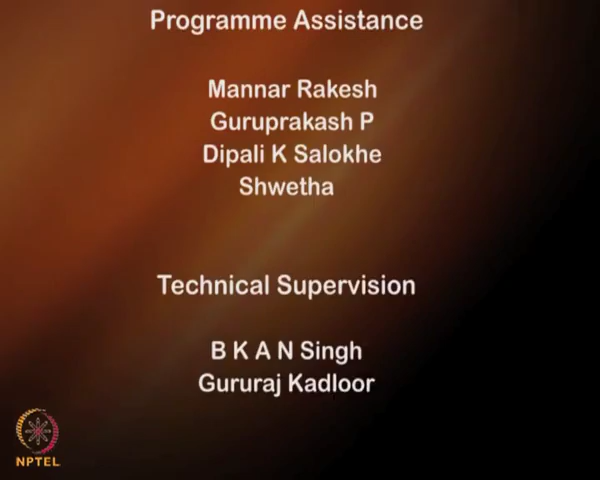 Programme Assistance
Mannar Rakesh
Guruprakash P
Dipali K Salokhe
Shwetha
Technical Supervision
B K A N Singh
Gururaj Kadloor
NPTEL